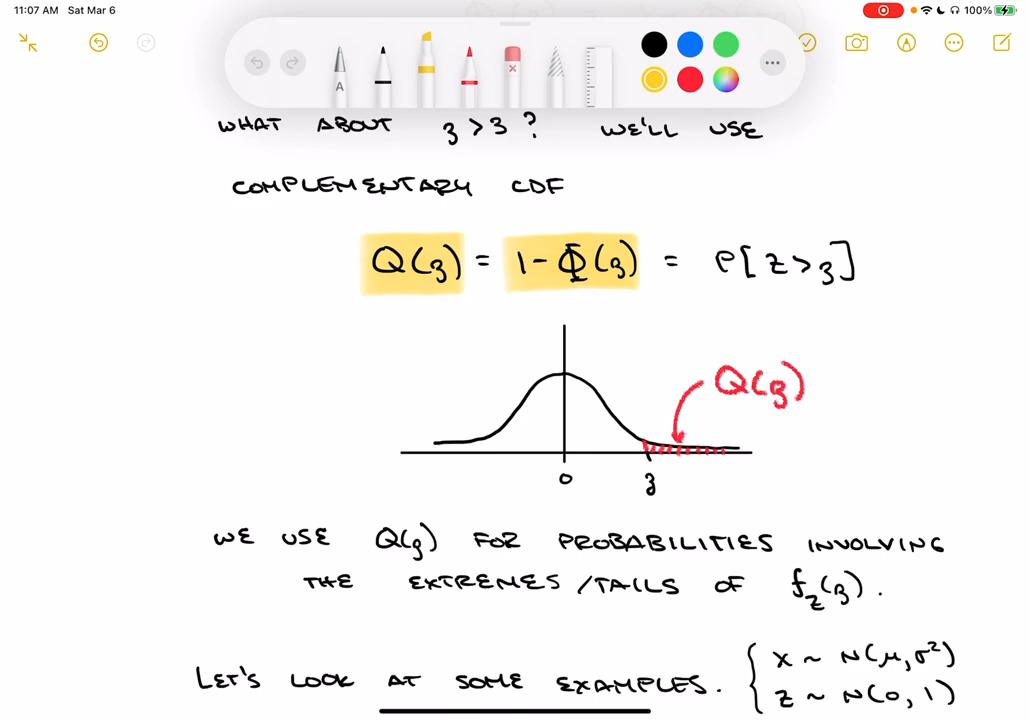 11:07 AM Sat Mar 6
100%
A
WHAT ABOUT z > 3 ? WE'LL USE
COMPLEMENTARY CDF
Q(z) = 1 - Φ(z) = P[Z > z]
Q(z)
0 z
WE USE Q(z) FOR PROBABILITIES INVOLVING
THE EXTREMES/TAILS OF f_Z(z).
LET'S LOOK AT SOME EXAMPLES. { X ~ N(μ, σ²)
Z ~ N(0, 1)